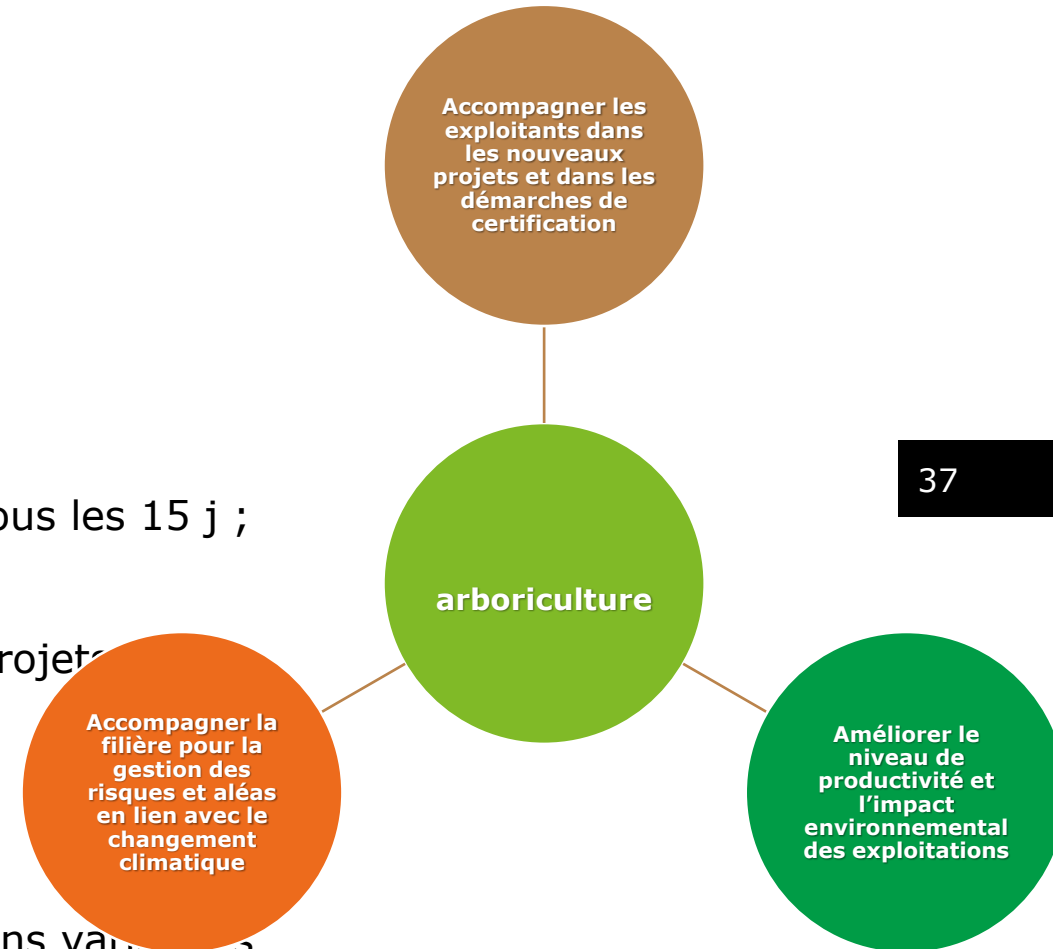 Accompagner les
exploitants dans
les nouveaux
projets et dans les
démarches de
certification
37
ous les 15 j ;
arboriculture
rojets
Accompagner la
filière pour la
gestion des
risques et aléas
en lien avec le
changement
climatique
Améliorer le
niveau de
productivité et
l’impact
environnemental
des exploitations
ns